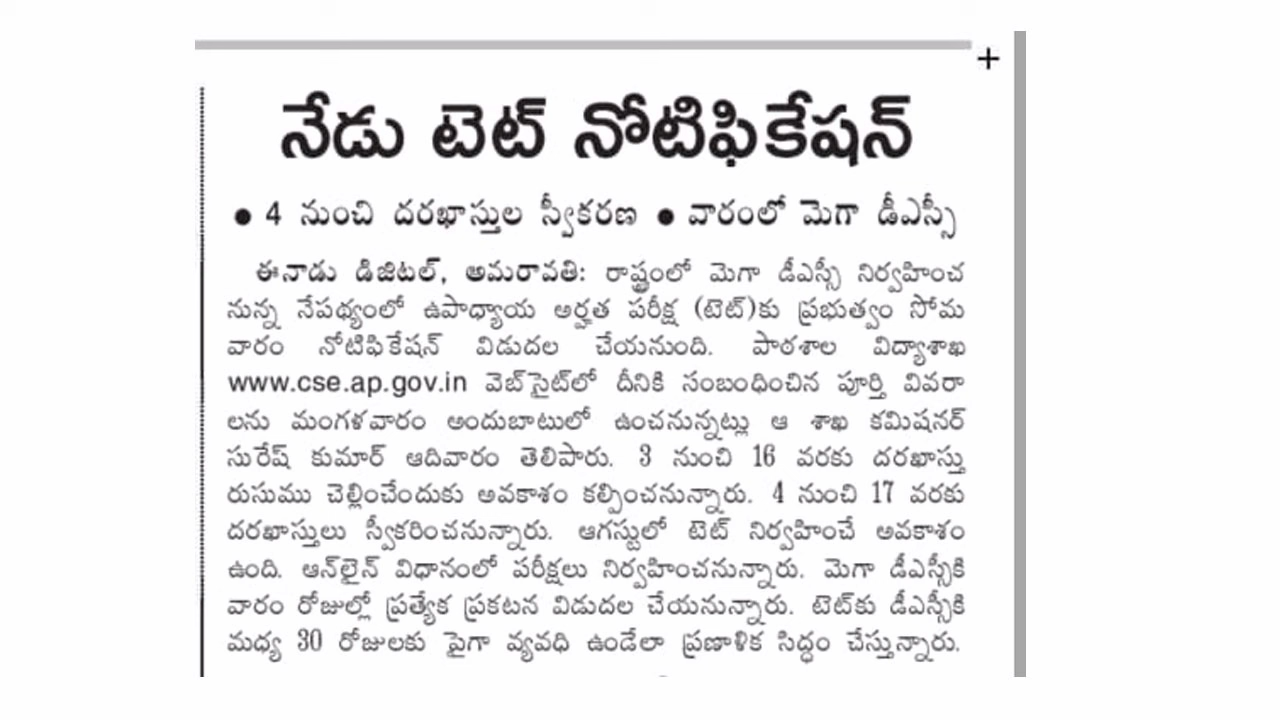 నేడు టెట్ నోటిఫికేషన్
● 4 నుంచి దరఖాస్తుల స్వీకరణ ● వారంలో మెగా డీఎస్సీ
ఈనాడు డిజిటల్, అమరావతి: రాష్ట్రంలో మెగా డీఎస్సీ నిర్వహించ
నున్న నేపథ్యంలో ఉపాధ్యాయ అర్హత పరీక్ష (టెట్)కు ప్రభుత్వం సోమ
వారం నోటిఫికేషన్ విడుదల చేయనుంది. పాఠశాల విద్యాశాఖ
www.cse.ap.gov.in వెబ్‌సైట్‌లో దీనికి సంబంధించిన పూర్తి వివరా
లను మంగళవారం అందుబాటులో ఉంచనున్నట్లు ఆ శాఖ కమిషనర్
సురేష్ కుమార్ ఆదివారం తెలిపారు. 3 నుంచి 16 వరకు దరఖాస్తు
రుసుము చెల్లించేందుకు అవకాశం కల్పించనున్నారు. 4 నుంచి 17 వరకు
దరఖాస్తులు స్వీకరించనున్నారు. ఆగస్టులో టెట్ నిర్వహించే అవకాశం
ఉంది. ఆన్‌లైన్ విధానంలో పరీక్షలు నిర్వహించనున్నారు. మెగా డీఎస్సీకి
వారం రోజుల్లో ప్రత్యేక ప్రకటన విడుదల చేయనున్నారు. టెట్‌కు డీఎస్సీకి
మధ్య 30 రోజులకు పైగా వ్యవధి ఉండేలా ప్రణాళిక సిద్ధం చేస్తున్నారు.